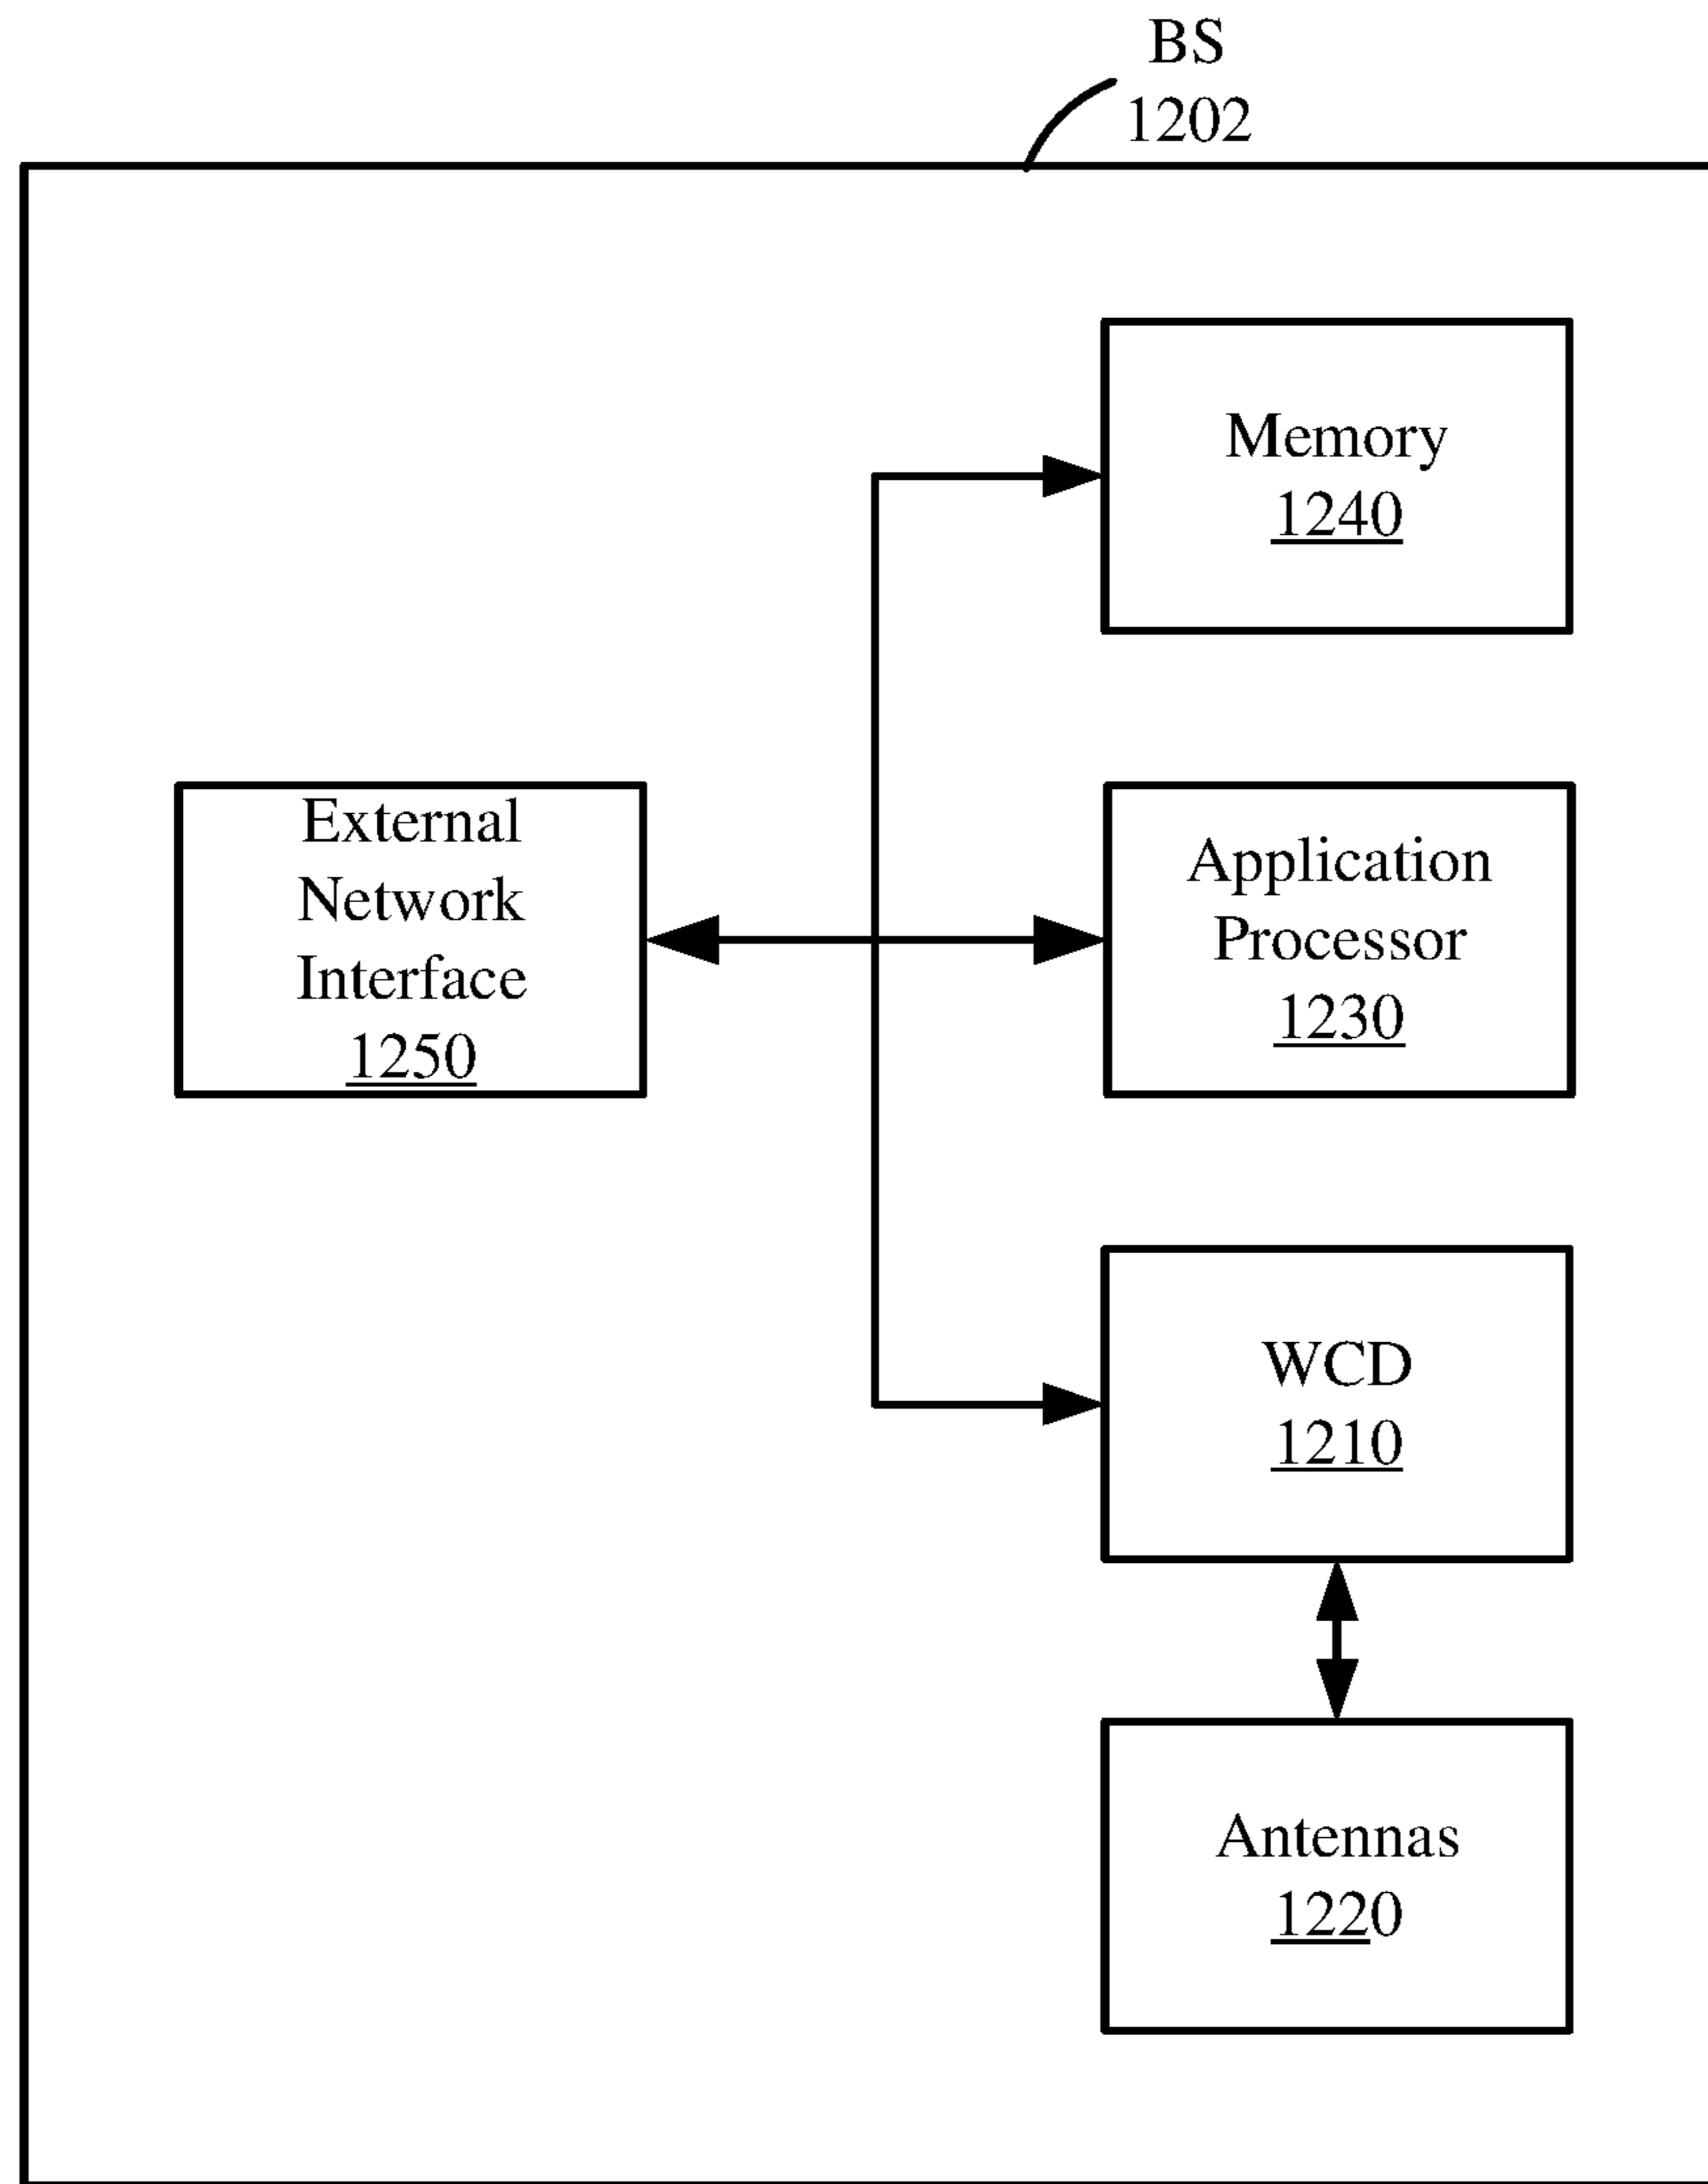 BS
1202
Memory
1240
External
Network
Interface
1250
Application
Processor
1230
WCD
1210
Antennas
1220